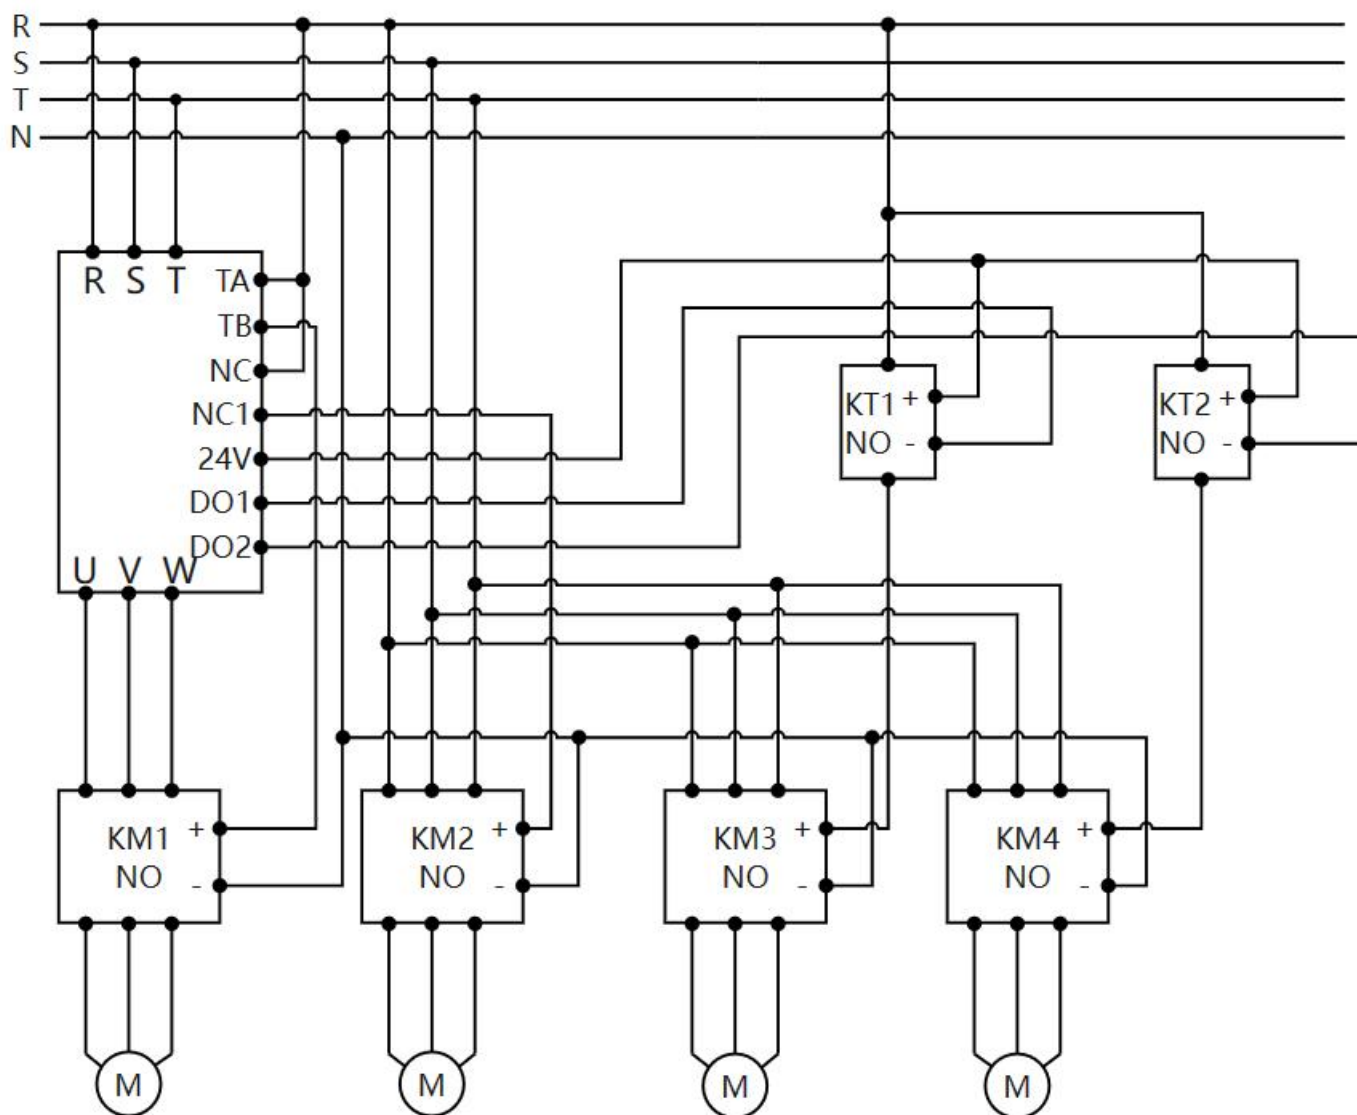 R
S
T
N
R S T
TA
TB
NC
NC1
24V
DO1
DO2
U V W
KT1 +
NO -
KT2 +
NO -
KM1 +
NO -
KM2 +
NO -
KM3 +
NO -
KM4 +
NO -
M
M
M
M